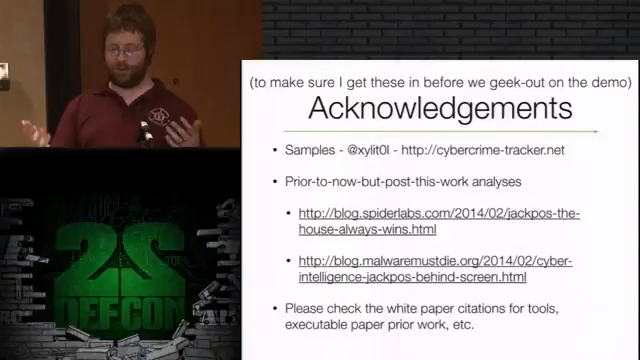 (to make sure I get these in before we geek-out on the demo)
Acknowledgements
• Samples - @xylit0l - http://cybercrime-tracker.net
• Prior-to-now-but-post-this-work analyses
• http://blog.spiderlabs.com/2014/02/jackpos-the-
house-always-wins.html
• http://blog.malwaremustdie.org/2014/02/cyber-
intelligence-jackpos-behind-screen.html
• Please check the white paper citations for tools,
executable paper prior work, etc.
22
DEFCON